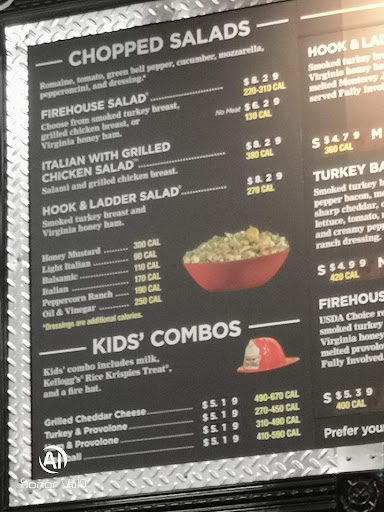 CHOPPED SALADS
Romaine, tomato, green bell pepper, cucumber, mozzarella,
pepperoncini, and dressing.*
FIREHOUSE SALAD® $8.29
Choose from smoked turkey breast, 220-310 CAL
grilled chicken breast, or No Meat $6.29
Virginia honey ham. 130 CAL
ITALIAN WITH GRILLED
CHICKEN SALAD™ $8.29
Salami and grilled chicken breast. 380 CAL
HOOK & LADDER SALAD® $8.29
Smoked turkey breast and 270 CAL
Virginia honey ham.
Honey Mustard 300 CAL
Light Italian 90 CAL
Balsamic 110 CAL
Italian 170 CAL
Peppercorn Ranch 190 CAL
Oil & Vinegar 250 CAL
*Dressings are additional calories.
KIDS' COMBOS
Kids' combo includes milk,
Kellogg's® Rice Krispies Treat®,
and a fire hat.
Grilled Cheddar Cheese $5.19 490-670 CAL
Turkey & Provolone $5.19 270-450 CAL
& Provolone $5.19 310-490 CAL
$5.19 410-590 CAL
HOOK & LAD
Smoked turkey br
Virginia honey ha
melted Monterey
served Fully Invol
S $4.79 M
360 CAL
TURKEY BA
Smoked turkey
pepper bacon, m
sharp cheddar,
lettuce, tomato,
and creamy pepp
ranch dressing.
S $4.99 M
420 CAL
FIREHOUS
USDA Choice r
smoked turkey
Virginia honey
melted provolo
Fully Involved
S $5.39
400 CAL
Prefer your